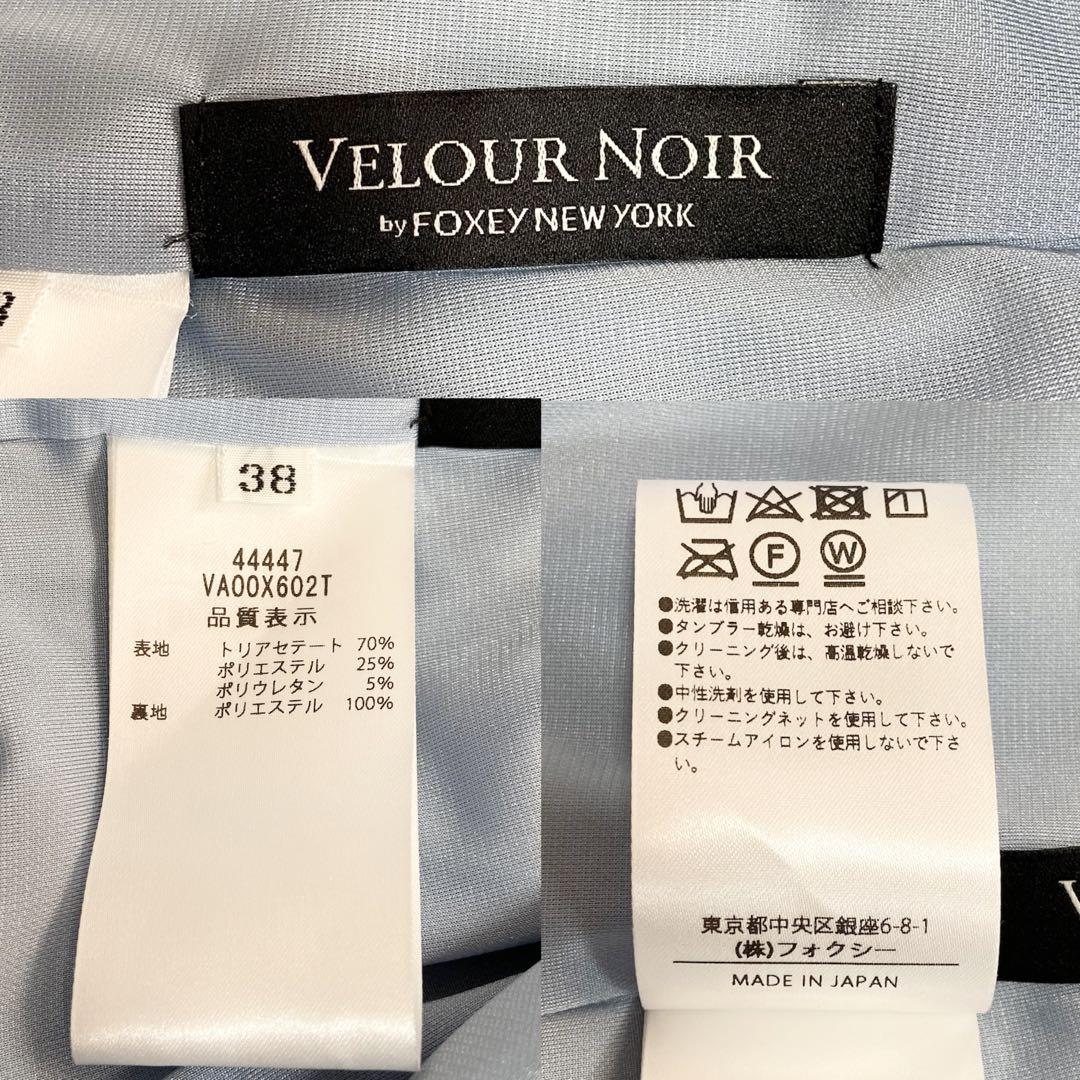 VELOUR NOIR
by FOXEY NEW YORK
38
44447
VA00X602T
品質表示
表地 トリアセテート 70%
ポリエステル 25%
ポリウレタン 5%
裏地 ポリエステル 100%
F W
●洗濯は信用ある専門店へご相談下さい。
●タンブラー乾燥は、お避け下さい。
●クリーニング後は、高温乾燥しないで
下さい。
●中性洗剤を使用して下さい。
●クリーニングネットを使用して下さい。
●スチームアイロンを使用しないで下さ
い。
東京都中央区銀座6-8-1
(株)フォクシー
MADE IN JAPAN
V